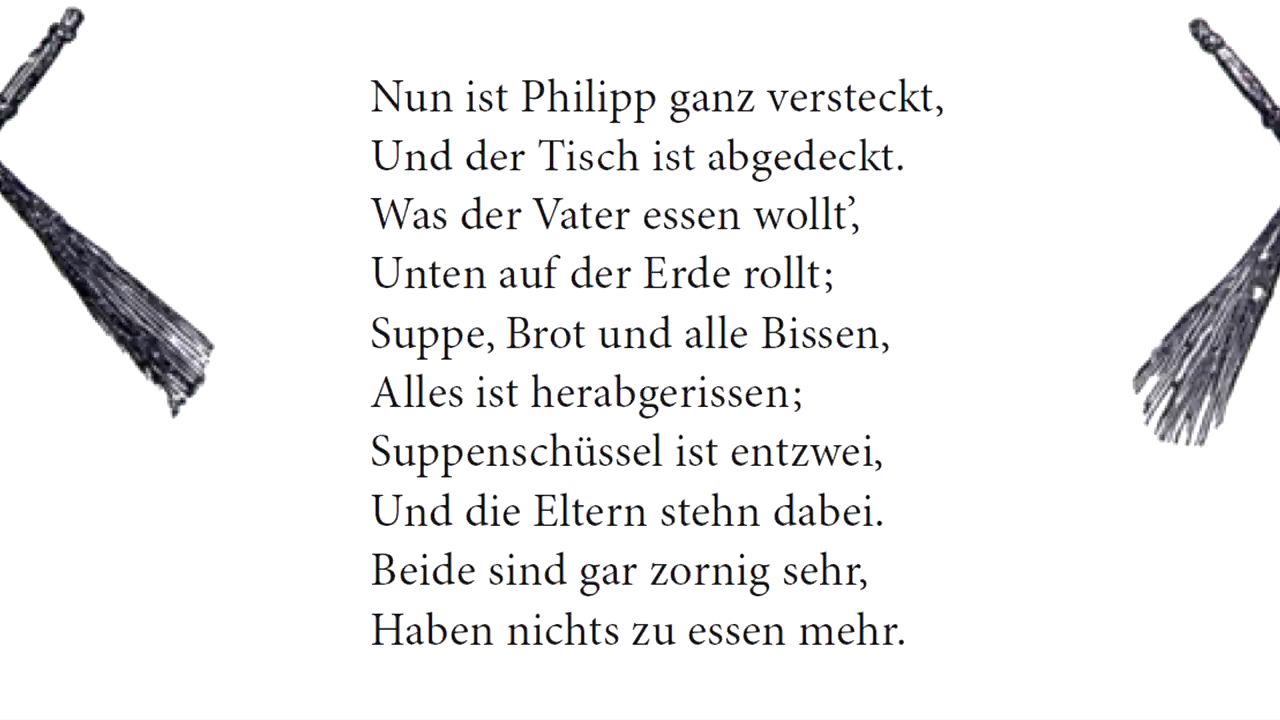 Nun ist Philipp ganz versteckt,
Und der Tisch ist abgedeckt.
Was der Vater essen wollt’,
Unten auf der Erde rollt;
Suppe, Brot und alle Bissen,
Alles ist herabgerissen;
Suppenschüssel ist entzwei,
Und die Eltern stehn dabei.
Beide sind gar zornig sehr,
Haben nichts zu essen mehr.